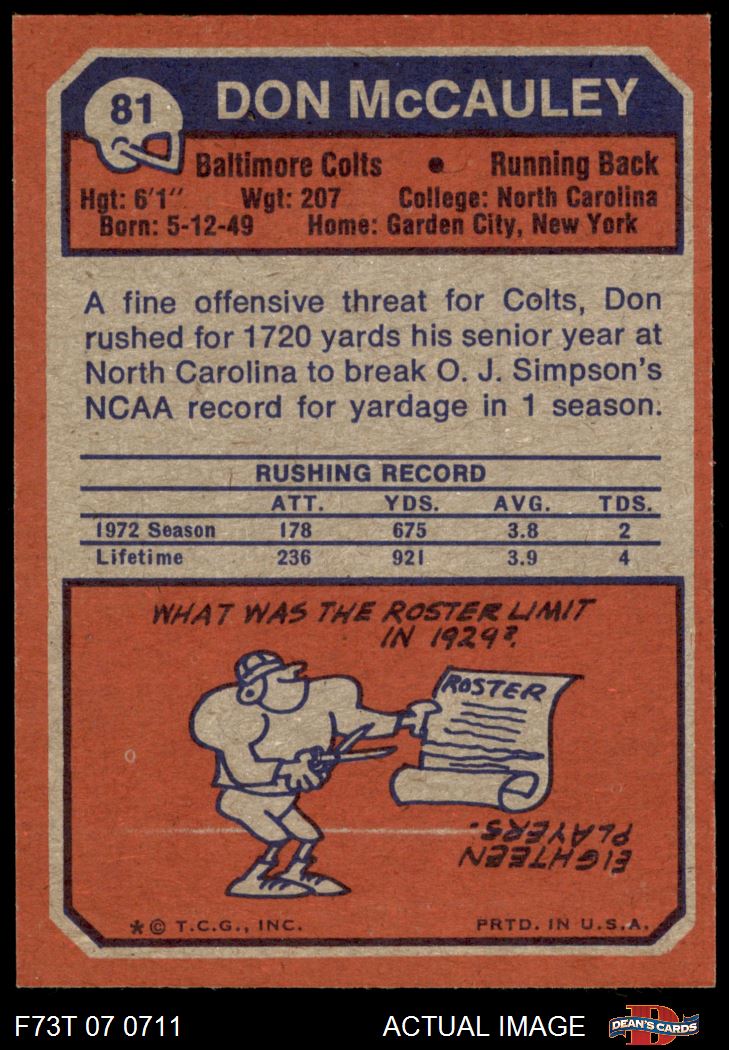 81
DON McCAULEY
Baltimore Colts • Running Back
Hgt: 6'1" Wgt: 207 College: North Carolina
Born: 5-12-49 Home: Garden City, New York
A fine offensive threat for Colts, Don
rushed for 1720 yards his senior year at
North Carolina to break O. J. Simpson's
NCAA record for yardage in 1 season.
RUSHING RECORD
ATT. YDS. AVG. TDS.
1972 Season 178 675 3.8 2
Lifetime 236 921 3.9 4
WHAT WAS THE ROSTER LIMIT
IN 1929?
ROSTER
EIGHTEEN
PLAYERS.
* © T.C.G., INC. PRTD. IN U.S.A.
F73T 07 0711 ACTUAL IMAGE
D
DEAN'S CARDS